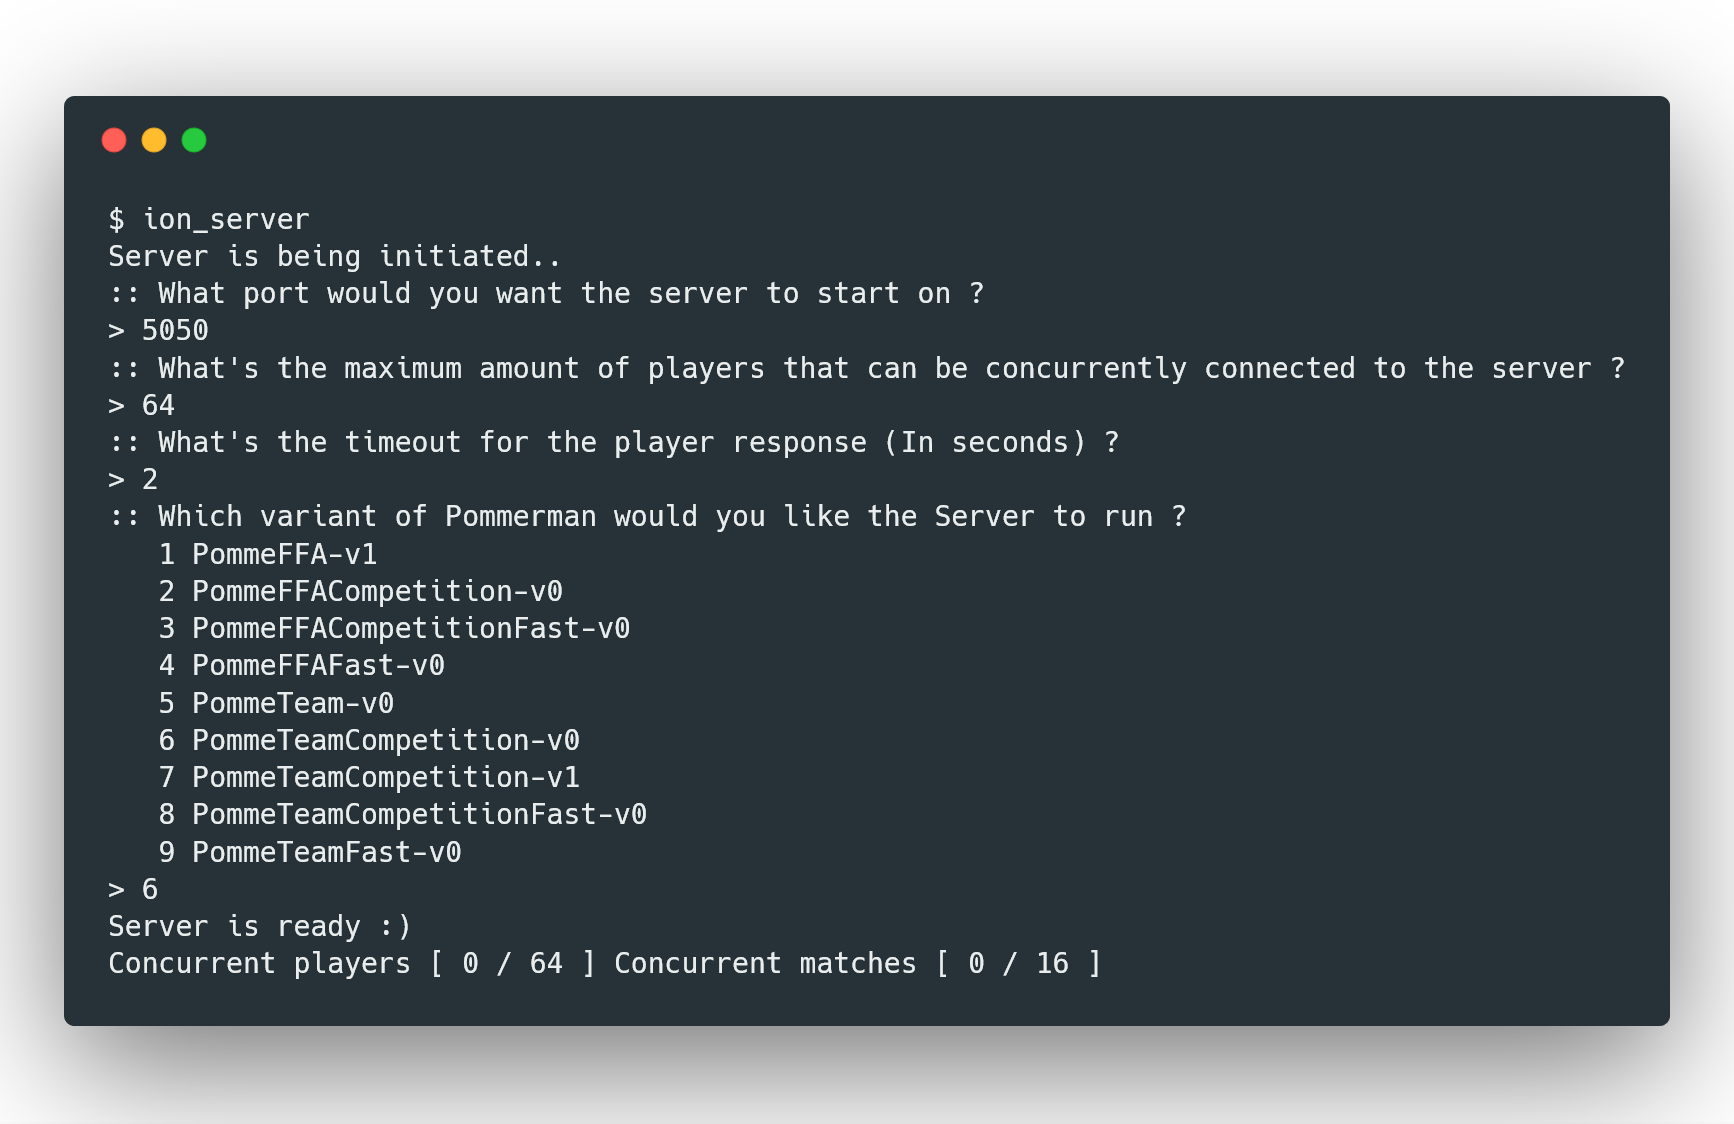 $ ion_server
Server is being initiated..
:: What port would you want the server to start on ?
> 5050
:: What's the maximum amount of players that can be concurrently connected to the server ?
> 64
:: What's the timeout for the player response (In seconds) ?
> 2
:: Which variant of Pommerman would you like the Server to run ?
   1 PommeFFA-v1
   2 PommeFFACompetition-v0
   3 PommeFFACompetitionFast-v0
   4 PommeFFAFast-v0
   5 PommeTeam-v0
   6 PommeTeamCompetition-v0
   7 PommeTeamCompetition-v1
   8 PommeTeamCompetitionFast-v0
   9 PommeTeamFast-v0
> 6
Server is ready :)
Concurrent players [ 0 / 64 ] Concurrent matches [ 0 / 16 ]